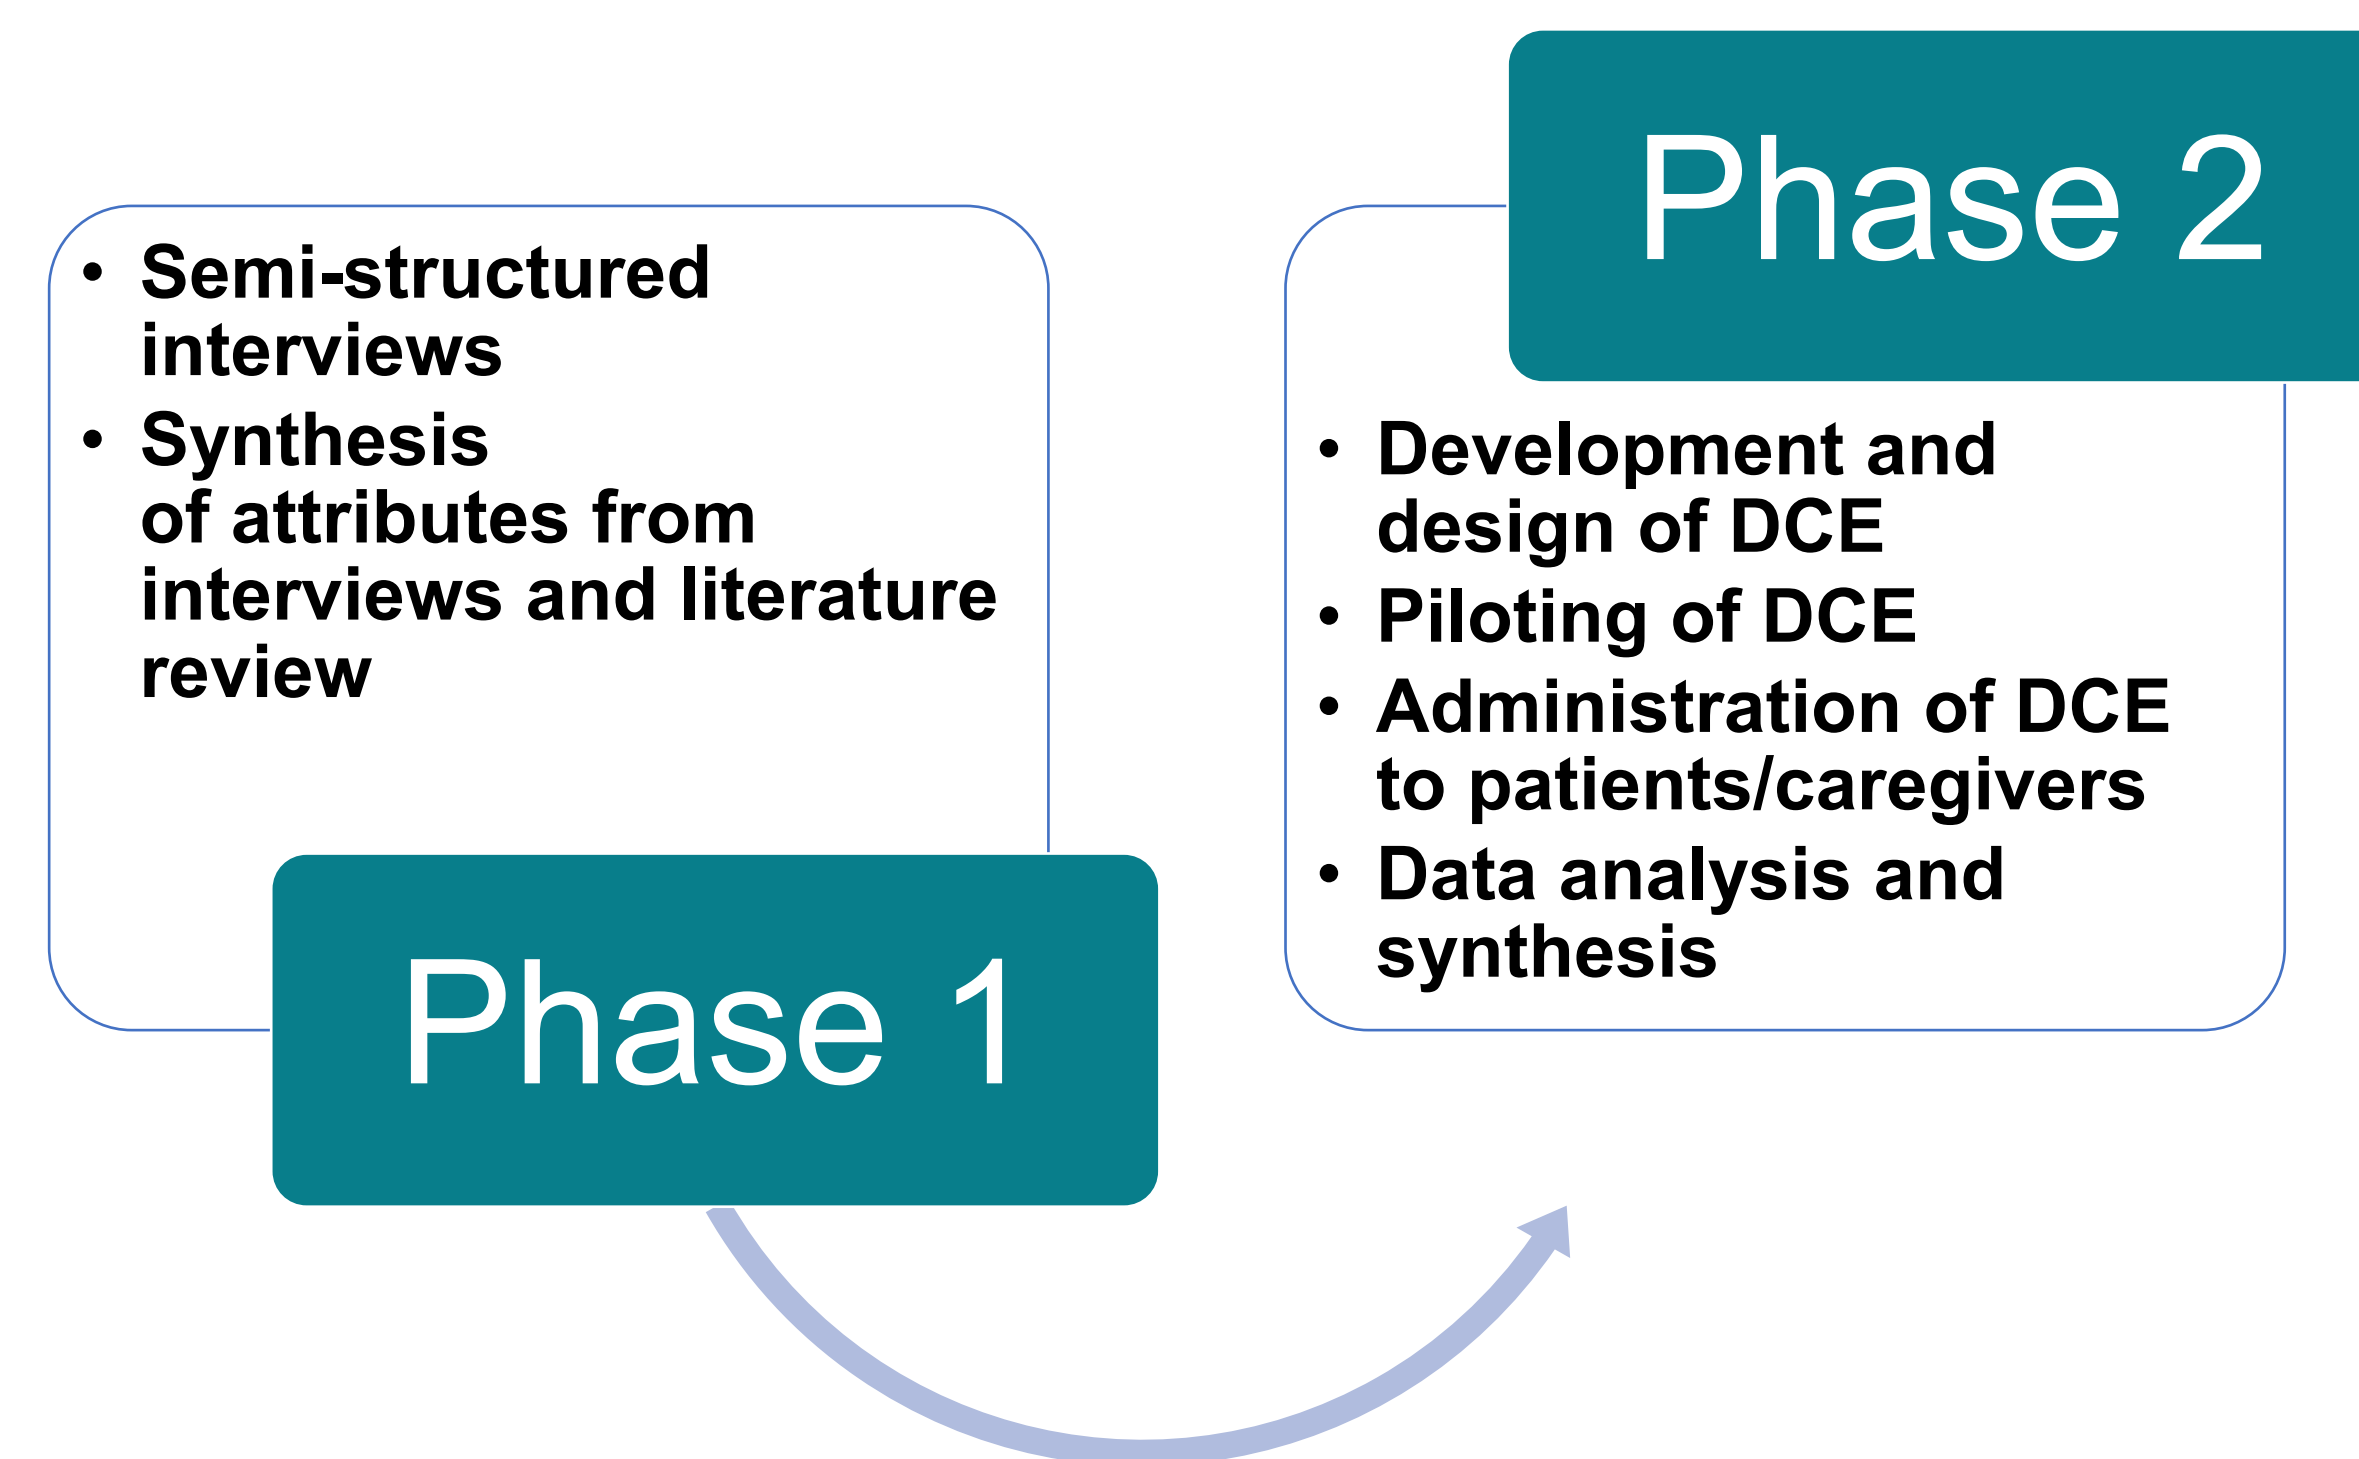 • Semi-structured
interviews
• Synthesis
of attributes from
interviews and literature
review
Phase 1
Phase 2
• Development and
design of DCE
• Piloting of DCE
• Administration of DCE
to patients/caregivers
• Data analysis and
synthesis